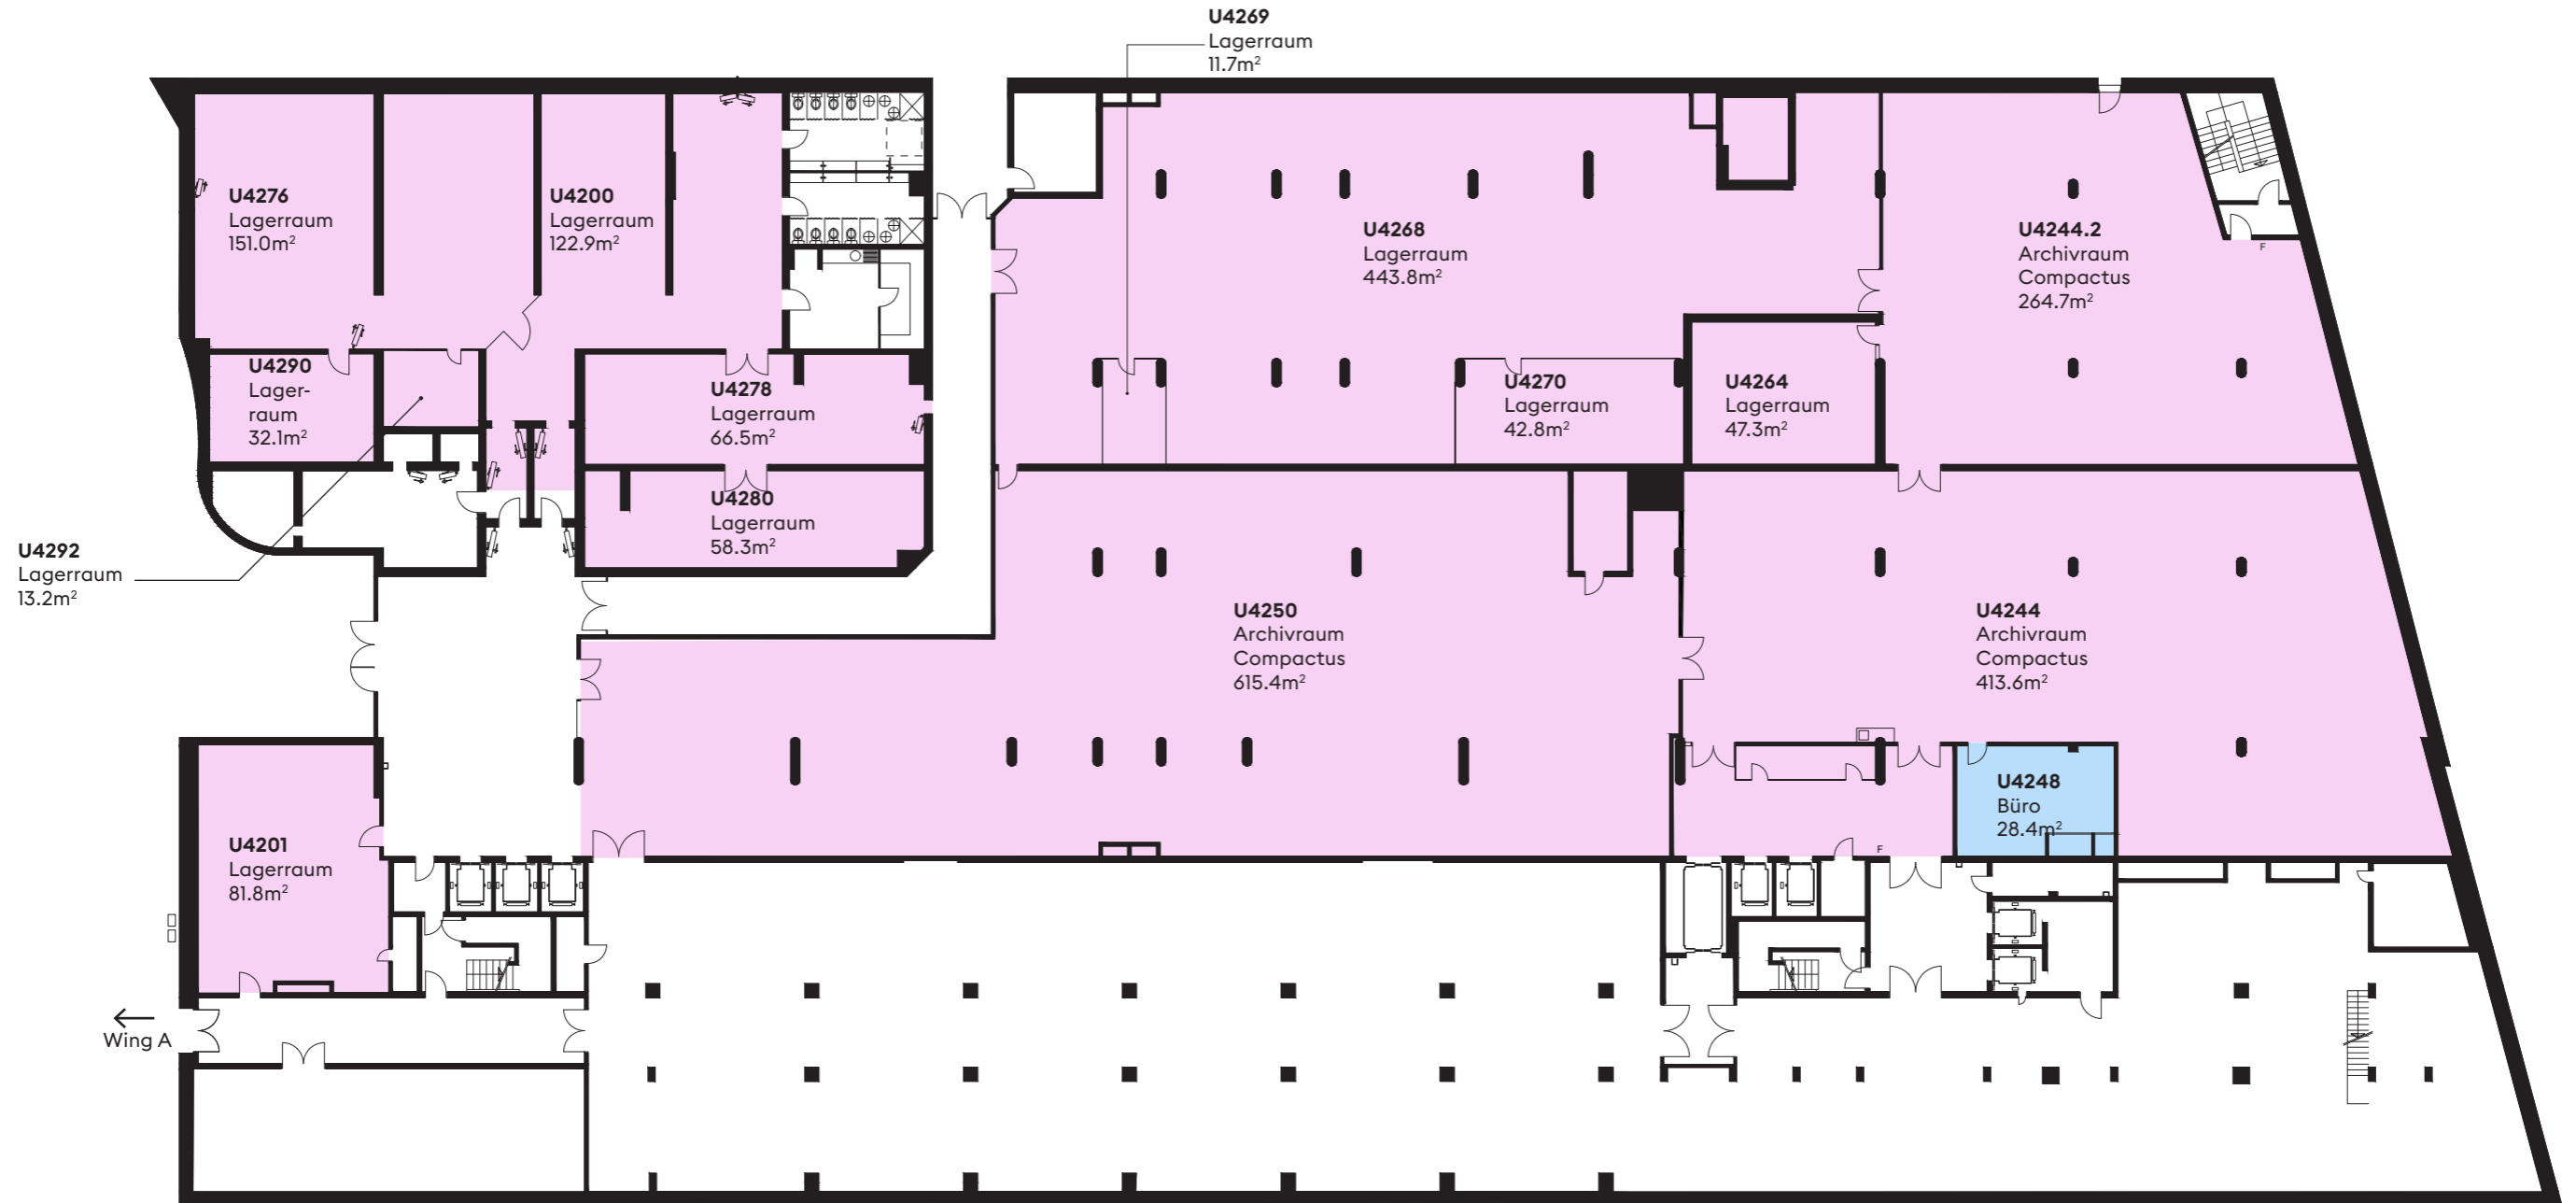 U4269
Lagerraum
11.7m²
U4276
Lagerraum
151.0m²
U4200
Lagerraum
122.9m²
U4268
Lagerraum
443.8m²
U4244.2
Archivraum
Compactus
264.7m²
F
U4290
Lager-
raum
32.1m²
U4278
Lagerraum
66.5m²
U4270
Lagerraum
42.8m²
U4264
Lagerraum
47.3m²
U4280
Lagerraum
58.3m²
U4292
Lagerraum
13.2m²
U4250
Archivraum
Compactus
615.4m²
U4244
Archivraum
Compactus
413.6m²
U4248
Büro
28.4m²
U4201
Lagerraum
81.8m²
F
Wing A